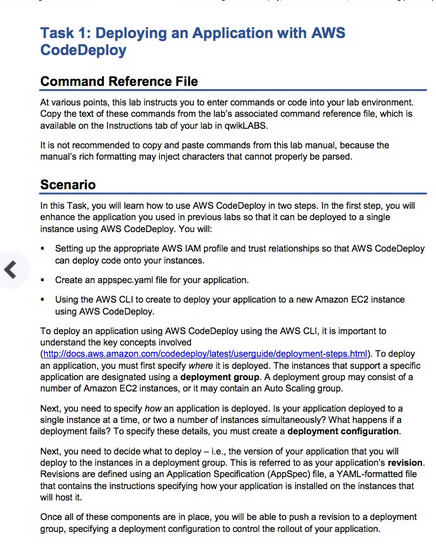 Task 1: Deploying an Application with AWS
CodeDeploy
Command Reference File
At various points, this lab instructs you to enter commands or code into your lab environment.
Copy the text of these commands from the lab's associated command reference file, which is
available on the Instructions tab of your lab in qwikLABS.
It is not recommended to copy and paste commands from this lab manual, because the
manual's rich formatting may inject characters that cannot properly be parsed.
Scenario
In this Task, you will learn how to use AWS CodeDeploy in two steps. In the first step, you will
enhance the application you used in previous labs so that it can be deployed to a single
instance using AWS CodeDeploy. You will:
▪ Setting up the appropriate AWS IAM profile and trust relationships so that AWS CodeDeploy
can deploy code onto your instances.
▪ Create an appspec.yaml file for your application.
▪ Using the AWS CLI to create to deploy your application to a new Amazon EC2 instance
using AWS CodeDeploy.
To deploy an application using AWS CodeDeploy using the AWS CLI, it is important to
understand the key concepts involved
(http://docs.aws.amazon.com/codedeploy/latest/userguide/deployment-steps.html). To deploy
an application, you must first specify where it is deployed. The instances that support a specific
application are designated using a deployment group. A deployment group may consist of a
number of Amazon EC2 instances, or it may contain an Auto Scaling group.
Next, you need to specify how an application is deployed. Is your application deployed to a
single instance at a time, or two a number of instances simultaneously? What happens if a
deployment fails? To specify these details, you must create a deployment configuration.
Next, you need to decide what to deploy – i.e., the version of your application that you will
deploy to the instances in a deployment group. This is referred to as your application's revision.
Revisions are defined using an Application Specification (AppSpec) file, a YAML-formatted file
that contains the instructions specifying how your application is installed on the instances that
will host it.
Once all of these components are in place, you will be able to push a revision to a deployment
group, specifying a deployment configuration to control the rollout of your application.